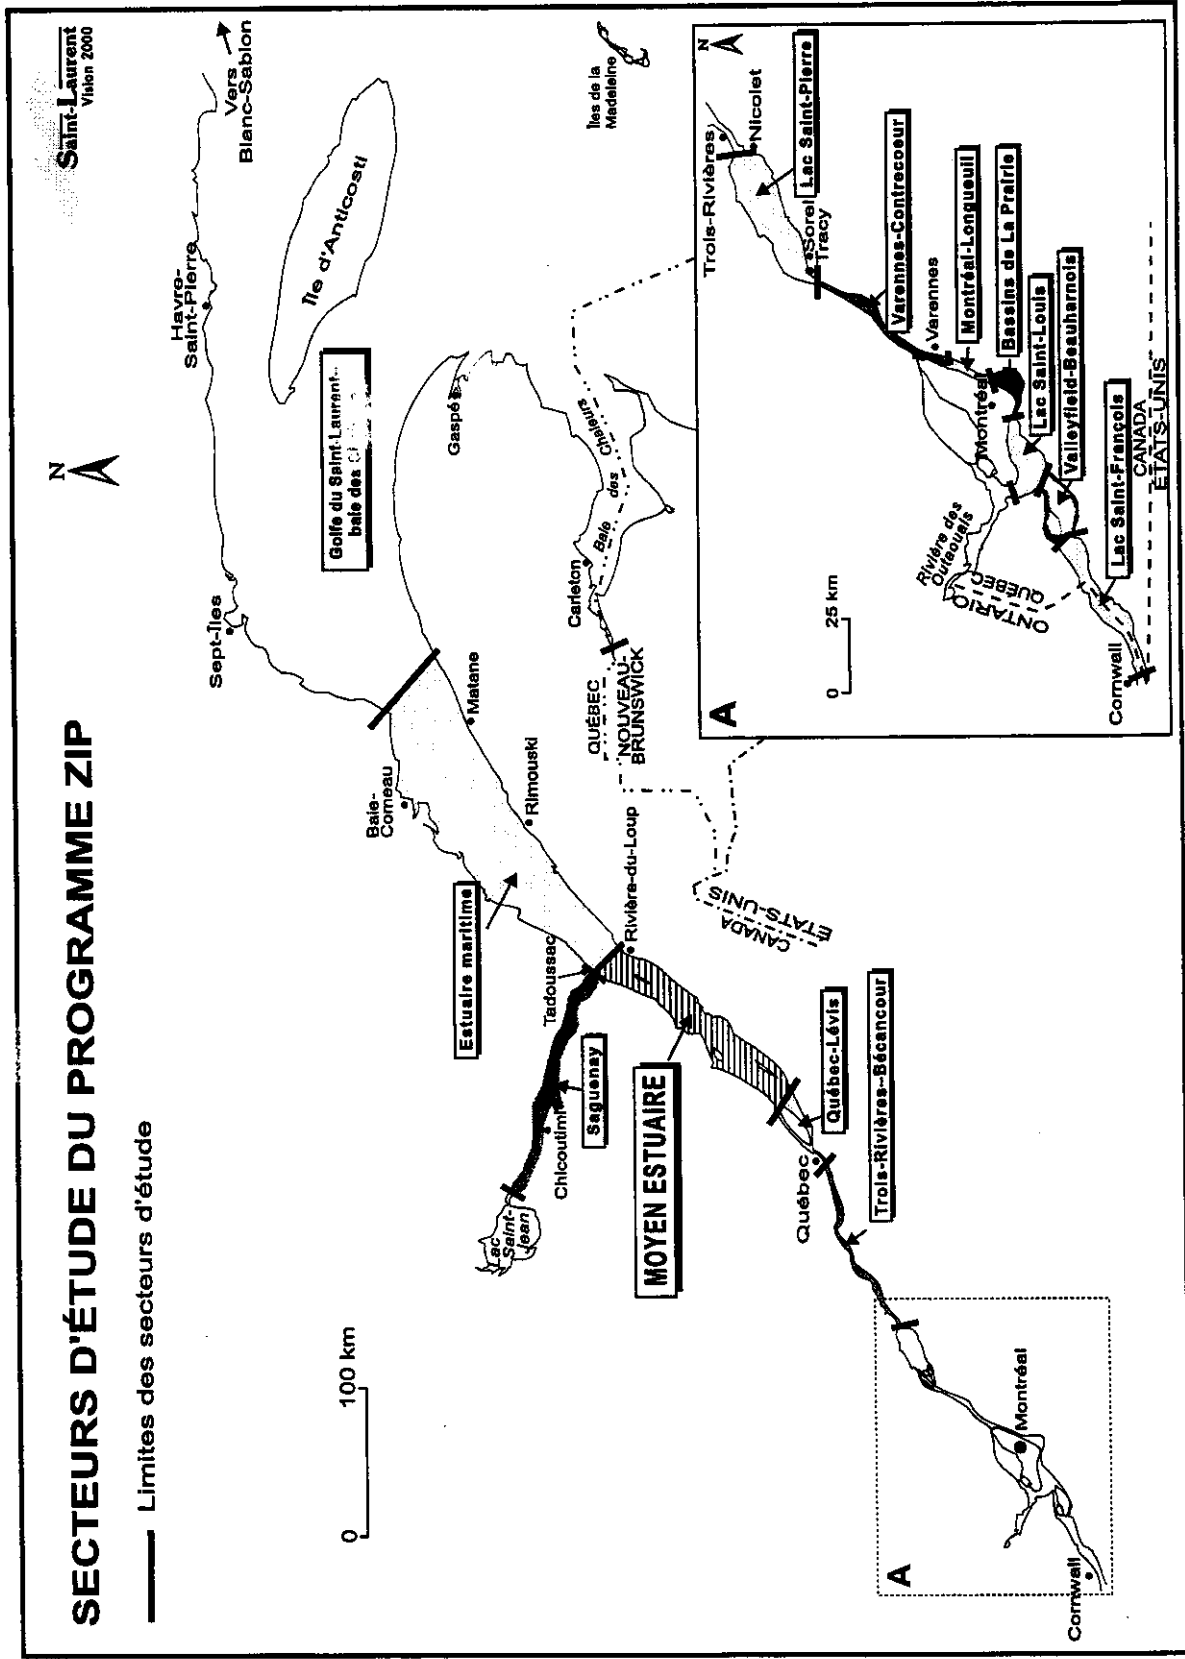 SECTEURS D'ÉTUDE DU PROGRAMME ZIP
Limites des secteurs d'étude
0 100 km
N
Saint-Laurent
Vision 2000
Vers
Blanc-Sablon
Havre-
Saint-Pierre
Sept-Îles
Île d'Anticosti
Golfe du Saint-Laurent--
baie des
Gaspé
Îles de la
Madeleine
Baie-
Comeau
Matane
Rimouski
Carleton
Baie des Chaleurs
QUÉBEC
NOUVEAU-
BRUNSWICK
Estuaire maritime
Tadoussac
Rivière-du-Loup
Lac
Saint-
Jean
Chicoutimi
Saguenay
MOYEN ESTUAIRE
CANADA
ÉTATS-UNIS
Québec
Québec-Lévis
Trois-Rivières--Bécancour
A
Montréal
Cornwall
A
0 25 km
N
Trois-Rivières
Nicolet
Lac Saint-Pierre
Sorel
Tracy
Varennes-Contrecoeur
Varennes
Montréal-Longueuil
Montréal
Bassins de La Prairie
Lac Saint-Louis
Valleyfield-Beauharnois
Rivière des
Outaouais
ONTARIO
QUÉBEC
Lac Saint-François
Cornwall
CANADA
ÉTATS-UNIS